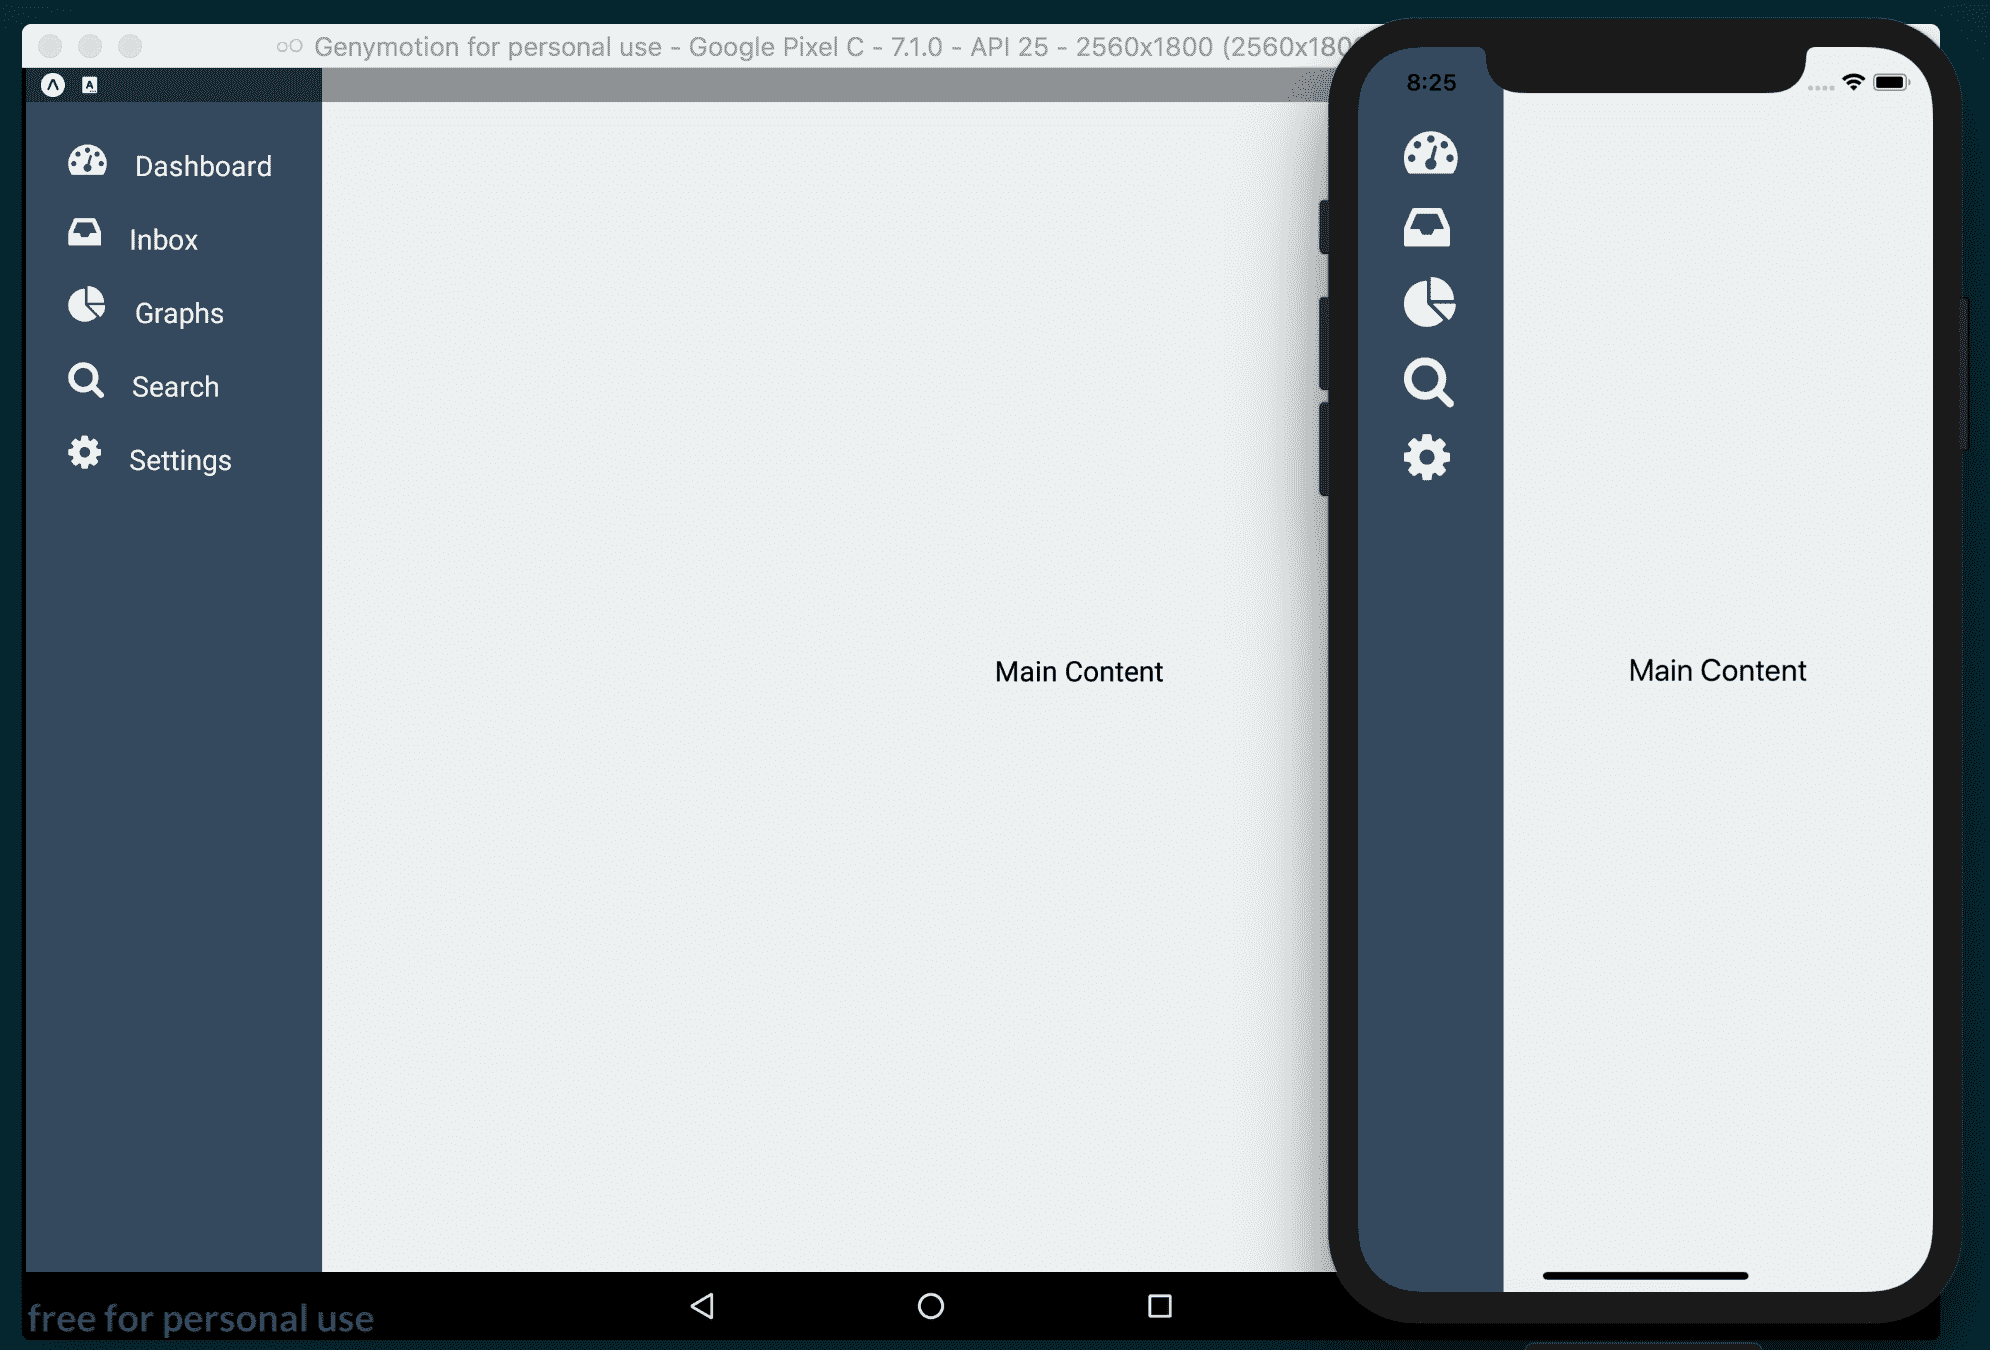 Genymotion for personal use - Google Pixel C - 7.1.0 - API 25 - 2560x1800 (2560x180
8:25
A
Dashboard
Inbox
Graphs
Search
Settings
Main Content
Main Content
free for personal use